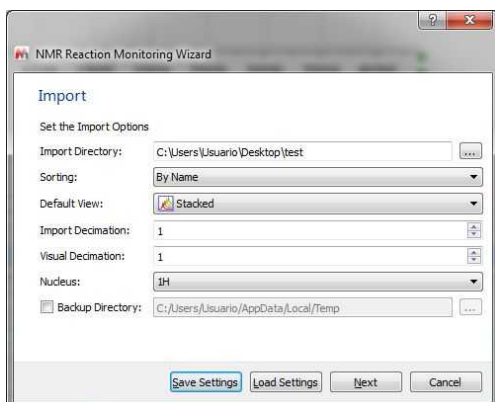 NMR Reaction Monitoring Wizard
Import
Set the Import Options
Import Directory: C:\Users\Usuario\Desktop\test ...
Sorting: By Name
Default View: Stacked
Import Decimation: 1
Visual Decimation: 1
Nucleus: 1H
Backup Directory: C:/Users/Usuario/AppData/Local/Temp ...
Save Settings Load Settings Next Cancel